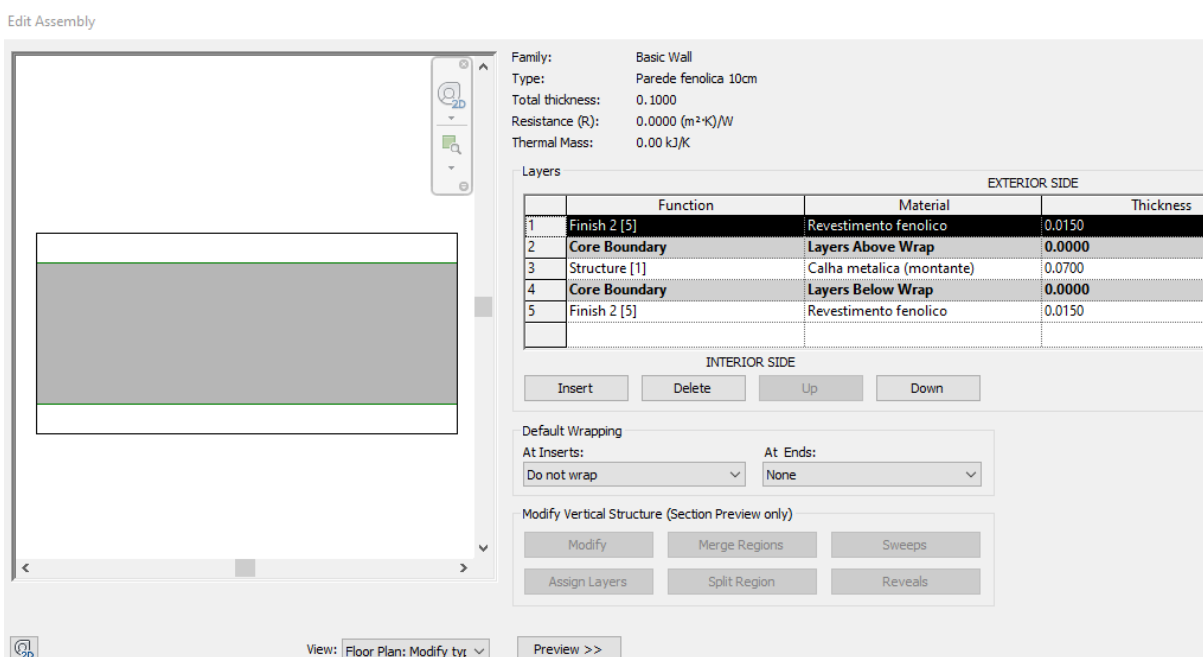 Edit Assembly
2D
Family: Basic Wall
Type: Parede fenolica 10cm
Total thickness: 0.1000
Resistance (R): 0.0000 (m²·K)/W
Thermal Mass: 0.00 kJ/K
Layers
EXTERIOR SIDE
Function Material Thickness
1 Finish 2 [5] Revestimento fenolico 0.0150
2 Core Boundary Layers Above Wrap 0.0000
3 Structure [1] Calha metalica (montante) 0.0700
4 Core Boundary Layers Below Wrap 0.0000
5 Finish 2 [5] Revestimento fenolico 0.0150
INTERIOR SIDE
Insert Delete Up Down
Default Wrapping
At Inserts: At Ends:
Do not wrap None
Modify Vertical Structure (Section Preview only)
Modify Merge Regions Sweeps
Assign Layers Split Region Reveals
2D
View: Floor Plan: Modify typ Preview >>